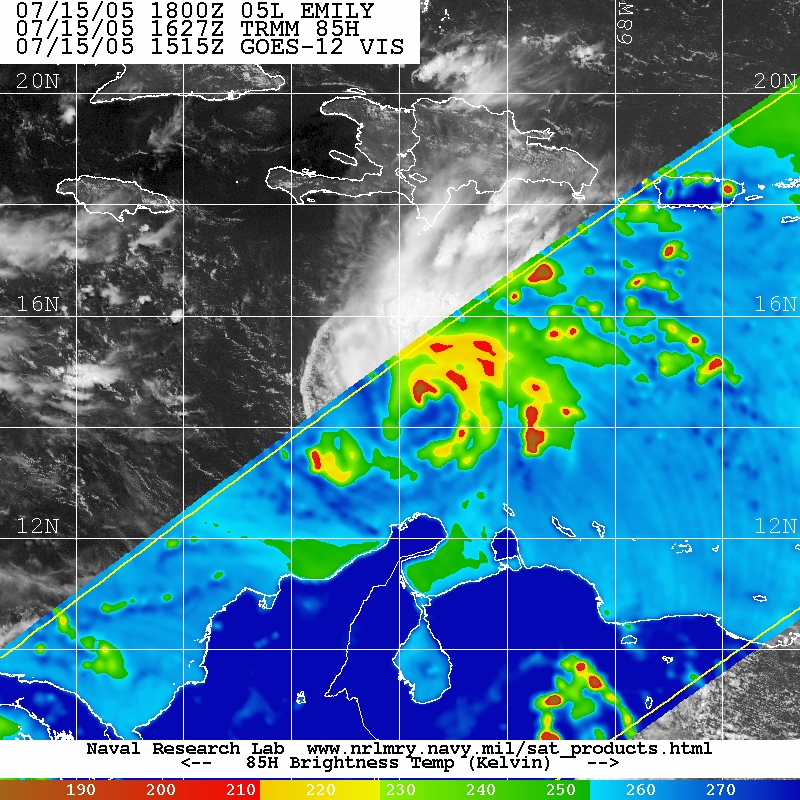 07/15/05 1800Z 05L EMILY
07/15/05 1627Z TRMM 85H
07/15/05 1515Z GOES-12 VIS
68W
20N 20N
16N 16N
12N 12N
Naval Research Lab www.nrlmry.navy.mil/sat_products.html
<-- 85H Brightness Temp (Kelvin) -->
190 200 210 220 230 240 250 260 270